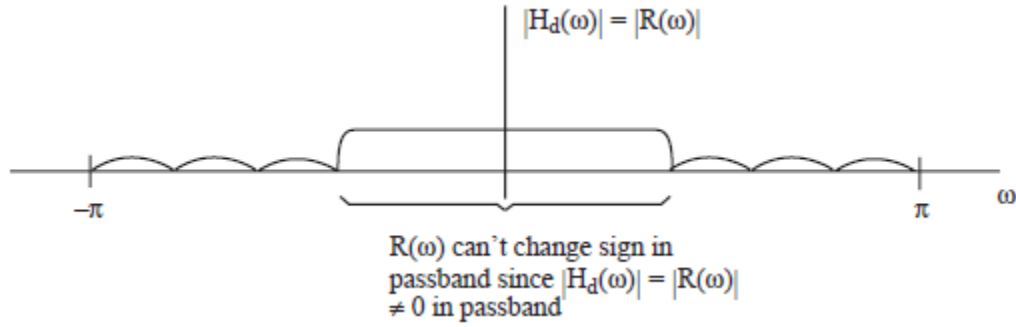 |H_d(ω)| = |R(ω)|
–π
π
ω
R(ω) can’t change sign in
passband since |H_d(ω)| = |R(ω)|
≠ 0 in passband